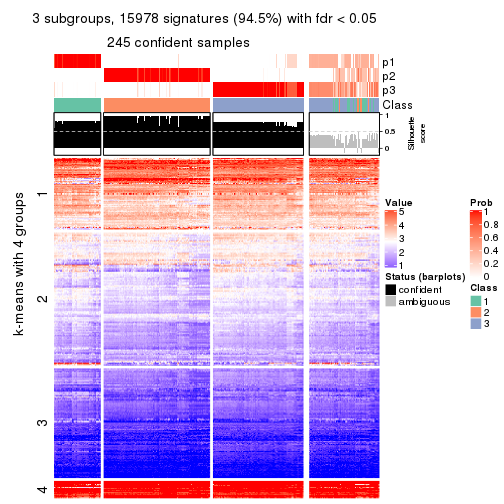 3 subgroups, 15978 signatures (94.5%) with fdr < 0.05
245 confident samples
p1
p2
p3
Class
1
0.5
0
Silhouette
score
k-means with 4 groups
1
2
3
4
Value
5
4
3
2
1
Status (barplots)
confident
ambiguous
Prob
1
0.8
0.6
0.4
0.2
0
Class
1
2
3